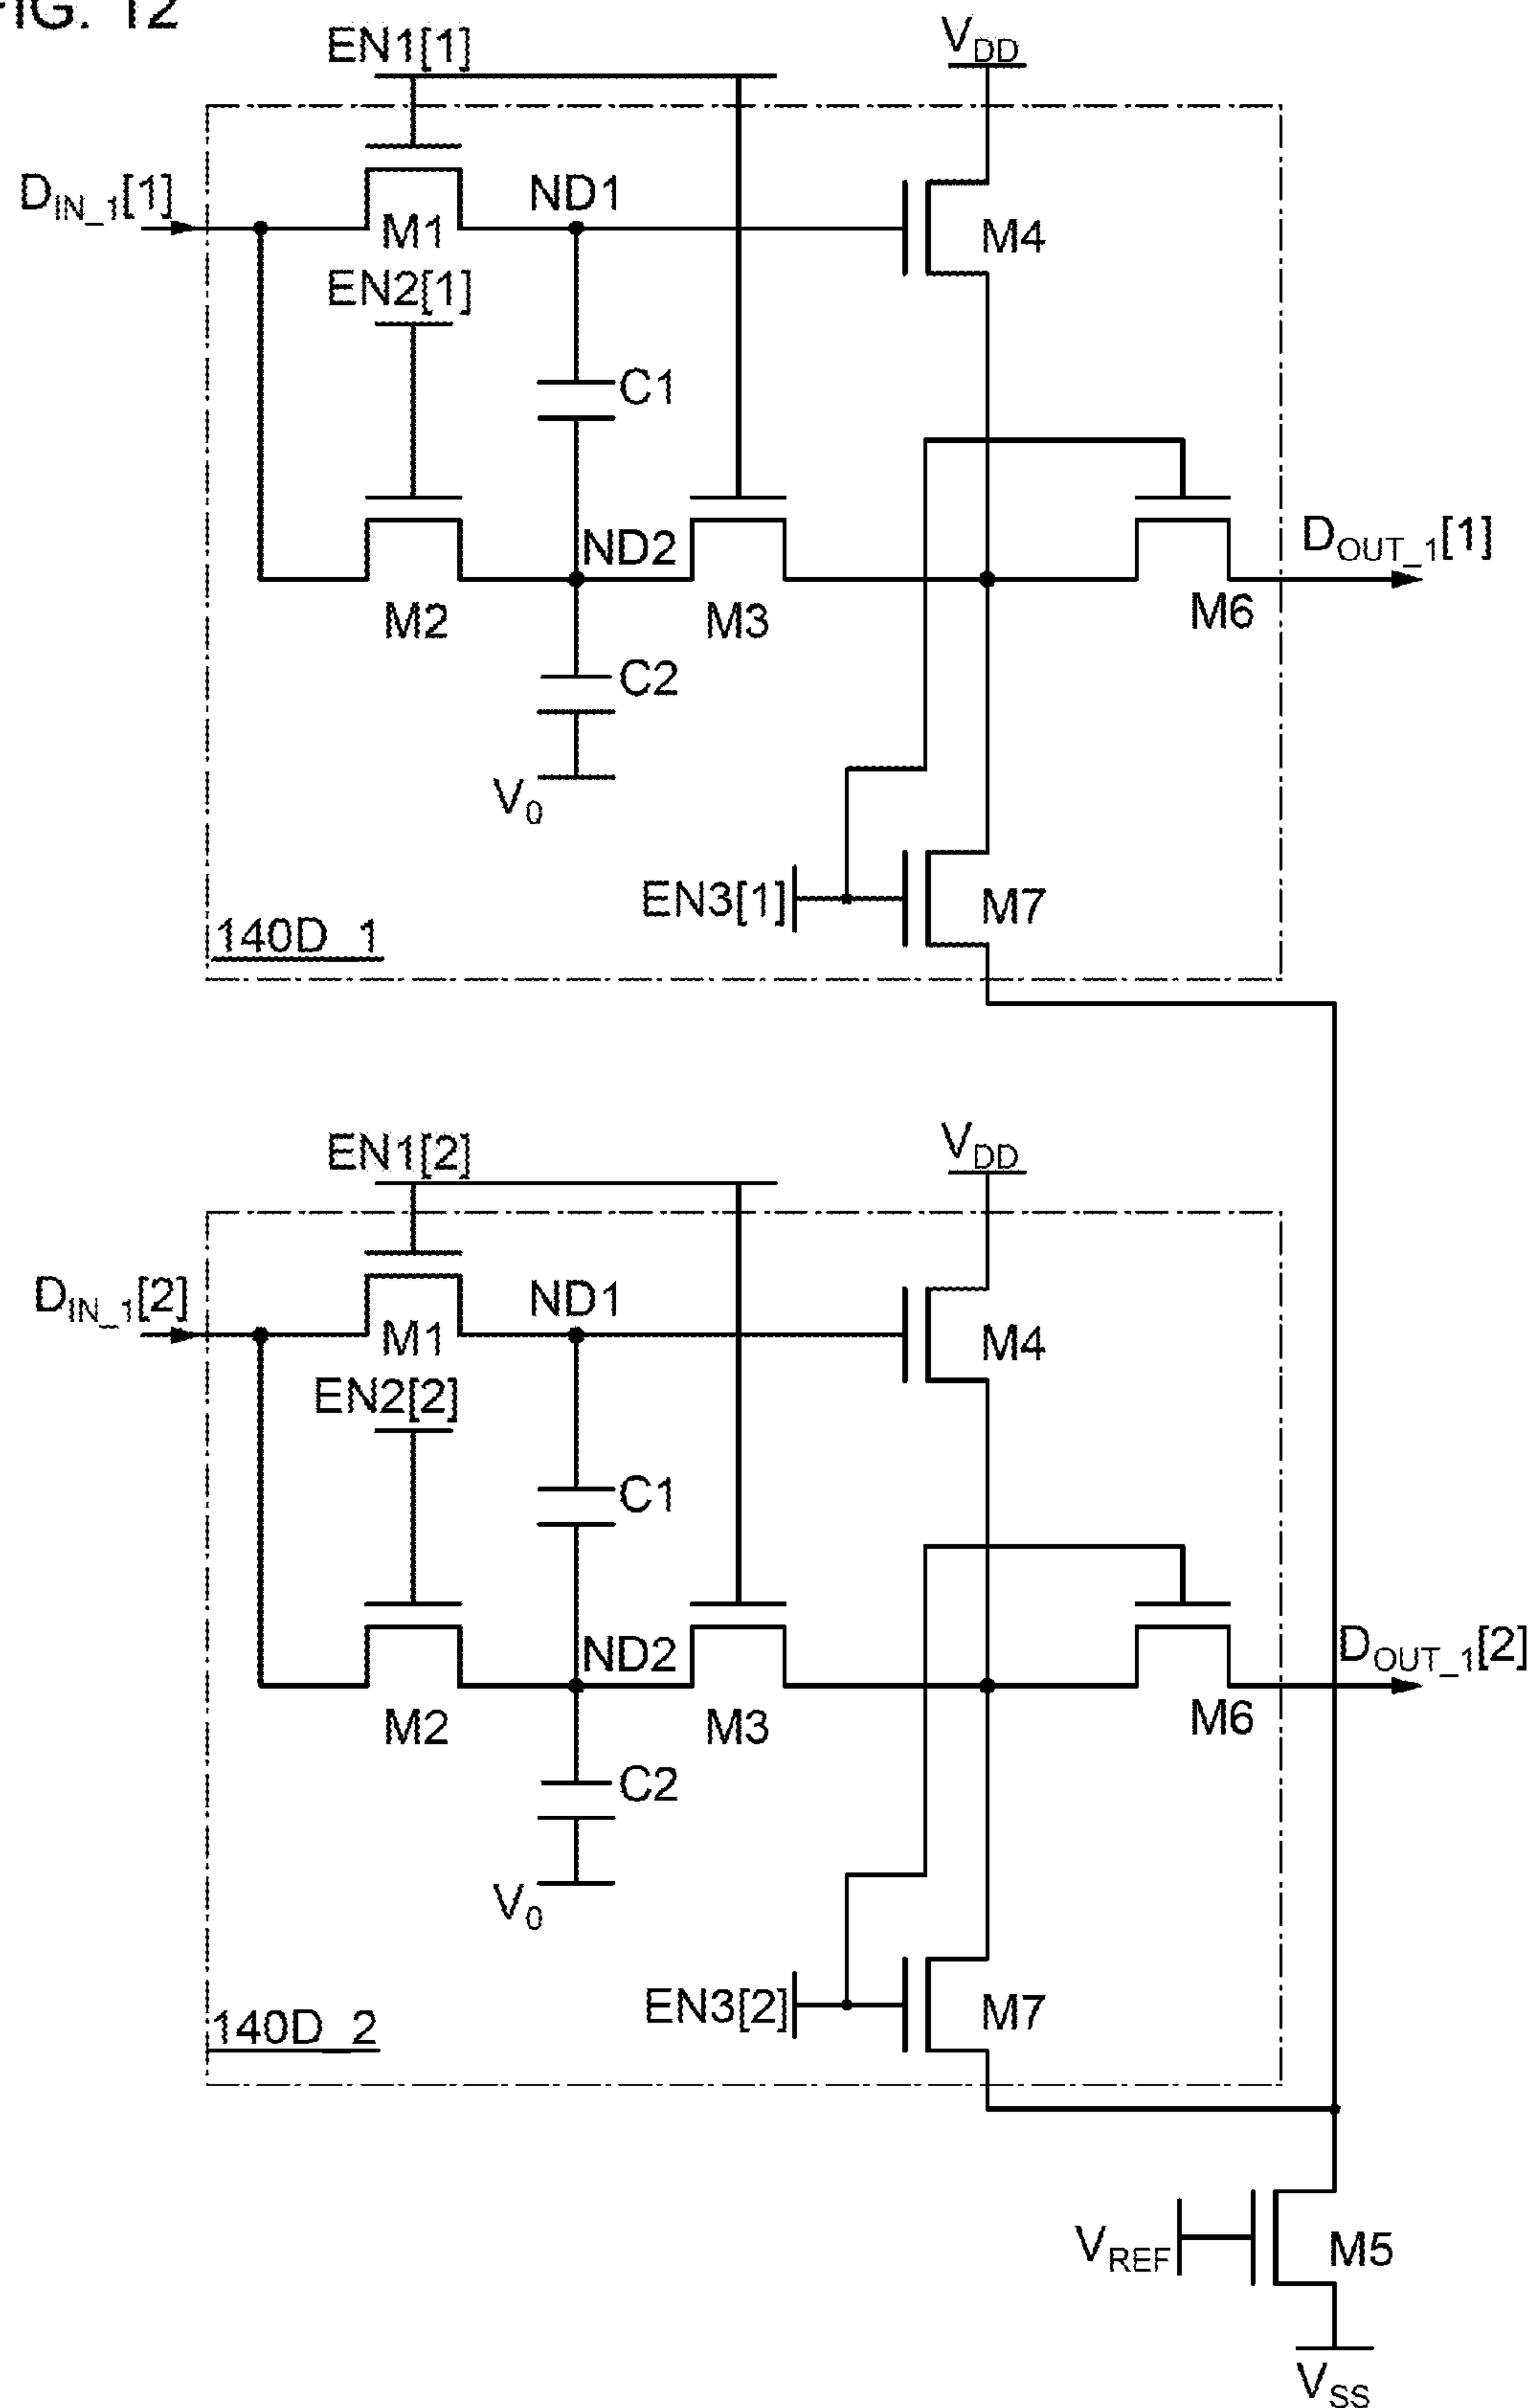 FIG. 12
EN1[1]
VDD
DIN_1[1]
ND1
M1
M4
EN2[1]
C1
DOUT_1[1]
ND2
M2
M3
M6
C2
V0
EN3[1]
M7
140D_1
EN1[2]
VDD
DIN_1[2]
ND1
M1
M4
EN2[2]
C1
DOUT_1[2]
ND2
M2
M3
M6
C2
V0
EN3[2]
M7
140D_2
VREF
M5
VSS